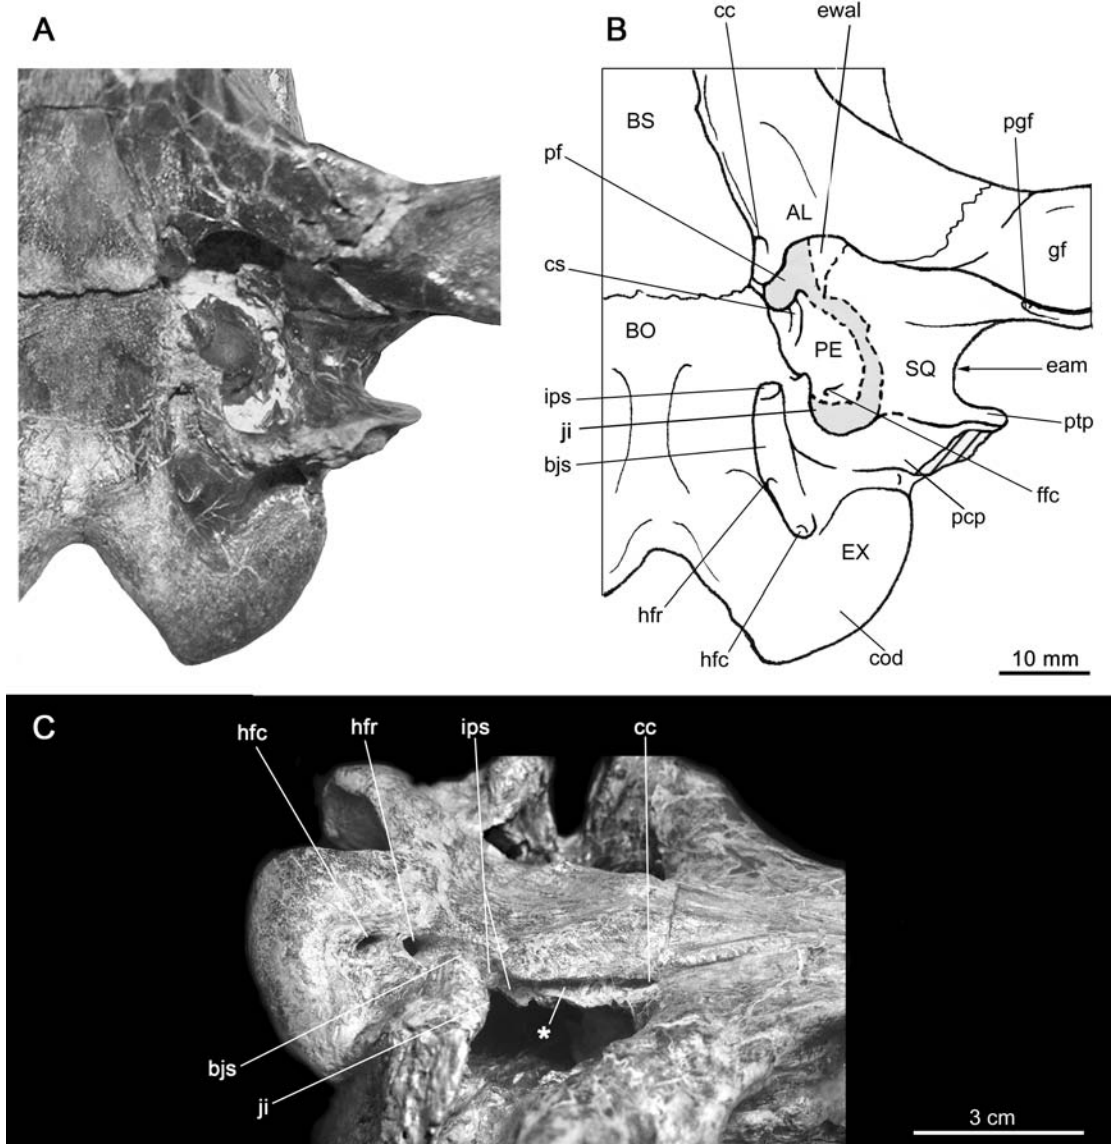 A
B
cc
ewal
BS
pgf
pf
AL
gf
cs
BO
PE
SQ
eam
ips
ji
ptp
bjs
ffc
pcp
EX
hfr
hfc
cod
10 mm
C
hfc
hfr
ips
cc
*
bjs
ji
3 cm